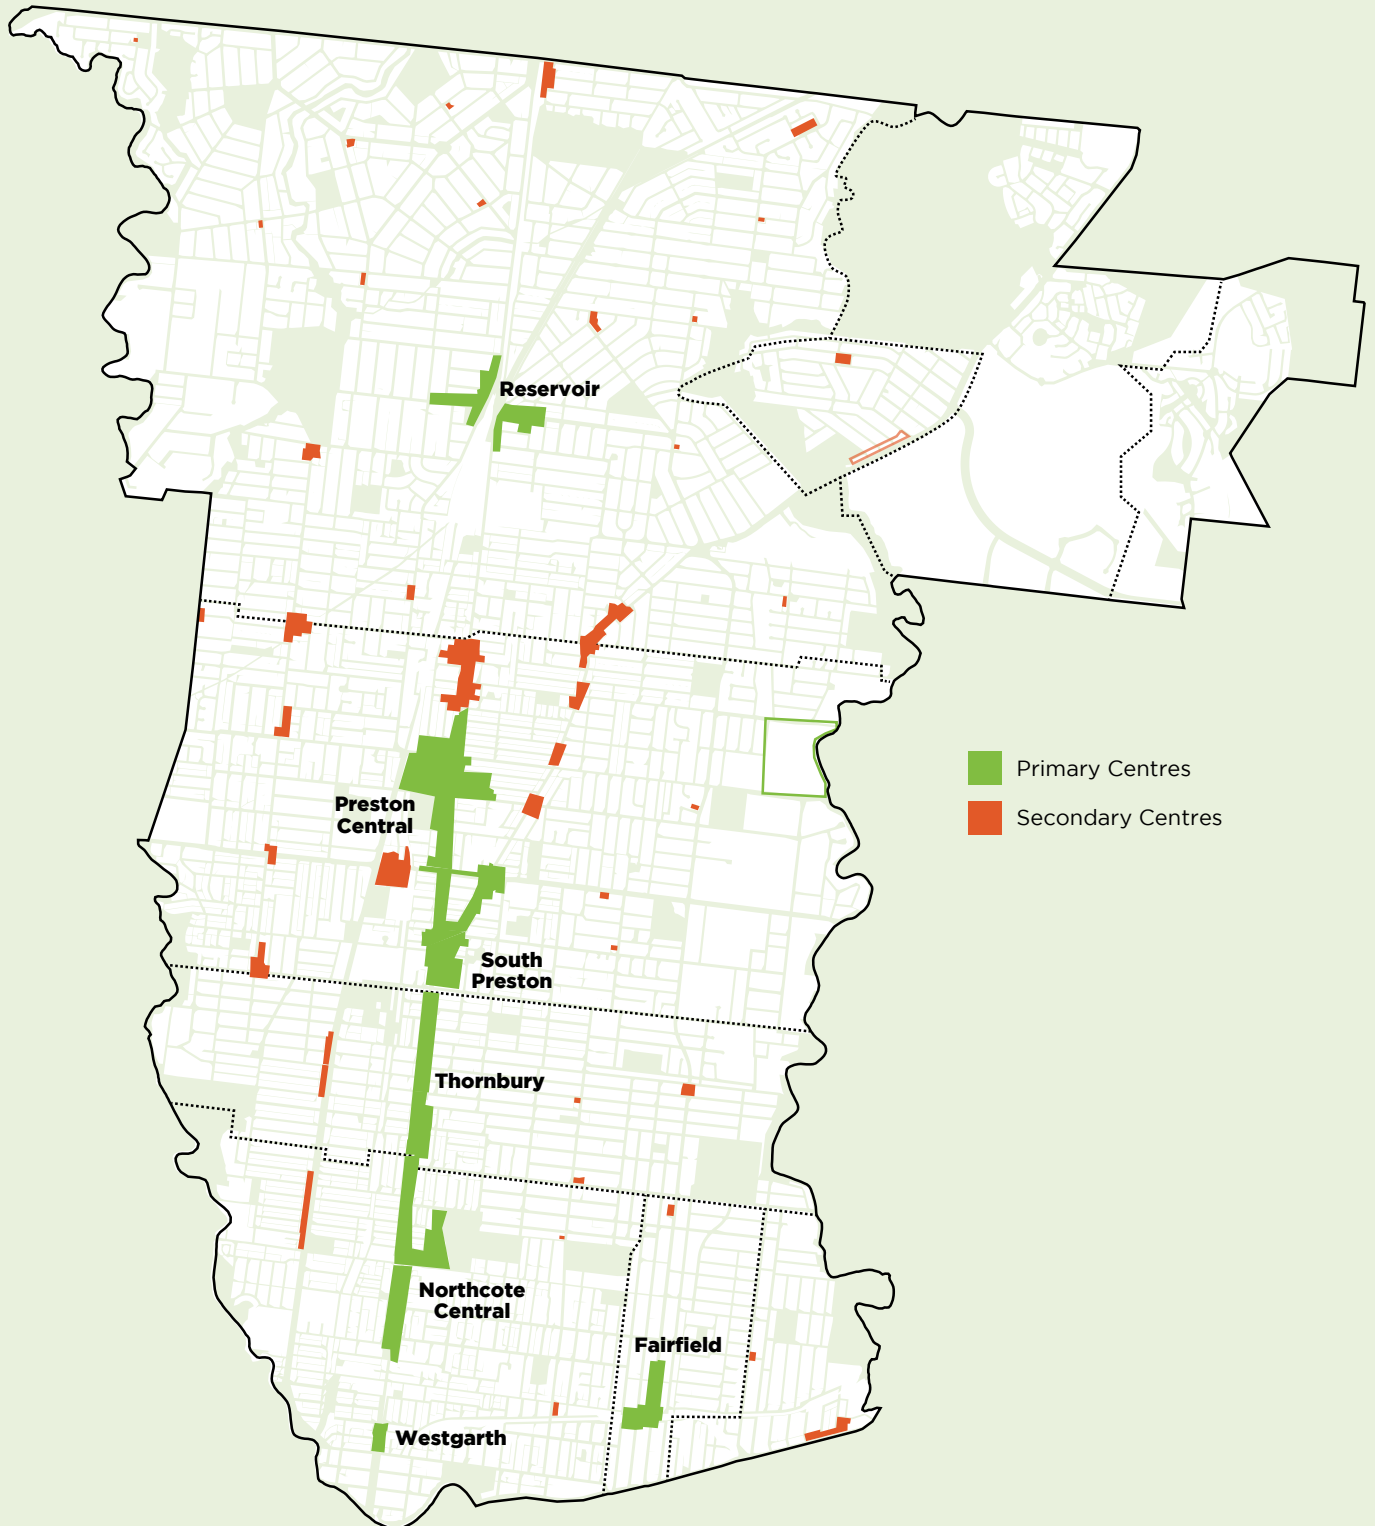 Reservoir
Primary Centres
Secondary Centres
Preston
Central
South
Preston
Thornbury
Northcote
Central
Fairfield
Westgarth